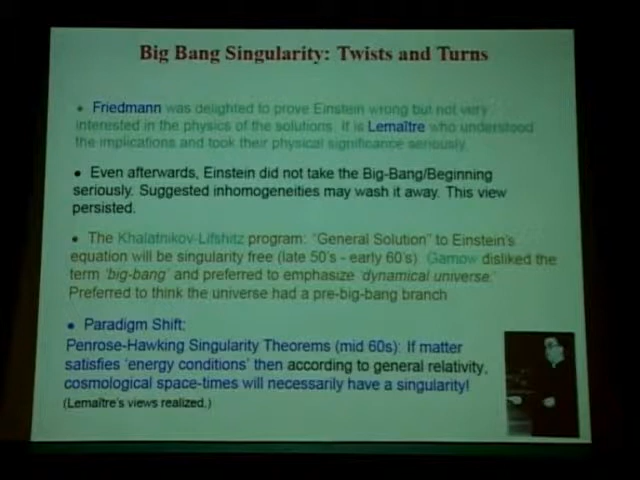 Big Bang Singularity: Twists and Turns
• Friedmann was delighted to prove Einstein wrong but not very
interested in the physics of the solutions. If is Lemaître who understood
the implications and took their physical significance seriously.
• Even afterwards, Einstein did not take the Big-Bang/Beginning
seriously. Suggested inhomogeneities may wash it away. This view
persisted.
• The Khalatnikov-Lifshitz program: “General Solution” to Einstein’s
equation will be singularity free (late 50’s - early 60’s). Gamow disliked the
term ‘big-bang’ and preferred to emphasize ‘dynamical universe.’
Preferred to think the universe had a pre-big-bang branch
• Paradigm Shift:
Penrose-Hawking Singularity Theorems (mid 60s): If matter
satisfies ‘energy conditions’ then according to general relativity,
cosmological space-times will necessarily have a singularity!
(Lemaître’s views realized.)